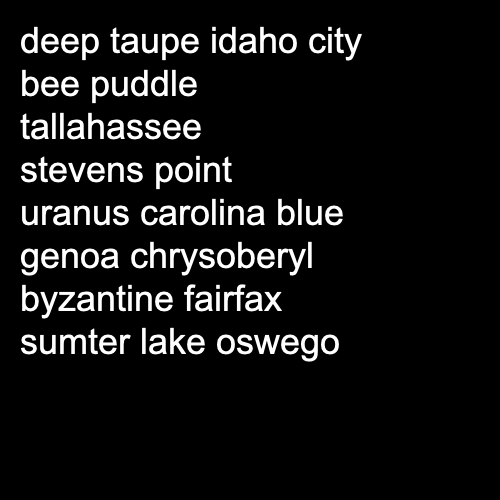 deep taupe idaho city
bee puddle
tallahassee
stevens point
uranus carolina blue
genoa chrysoberyl
byzantine fairfax
sumter lake oswego